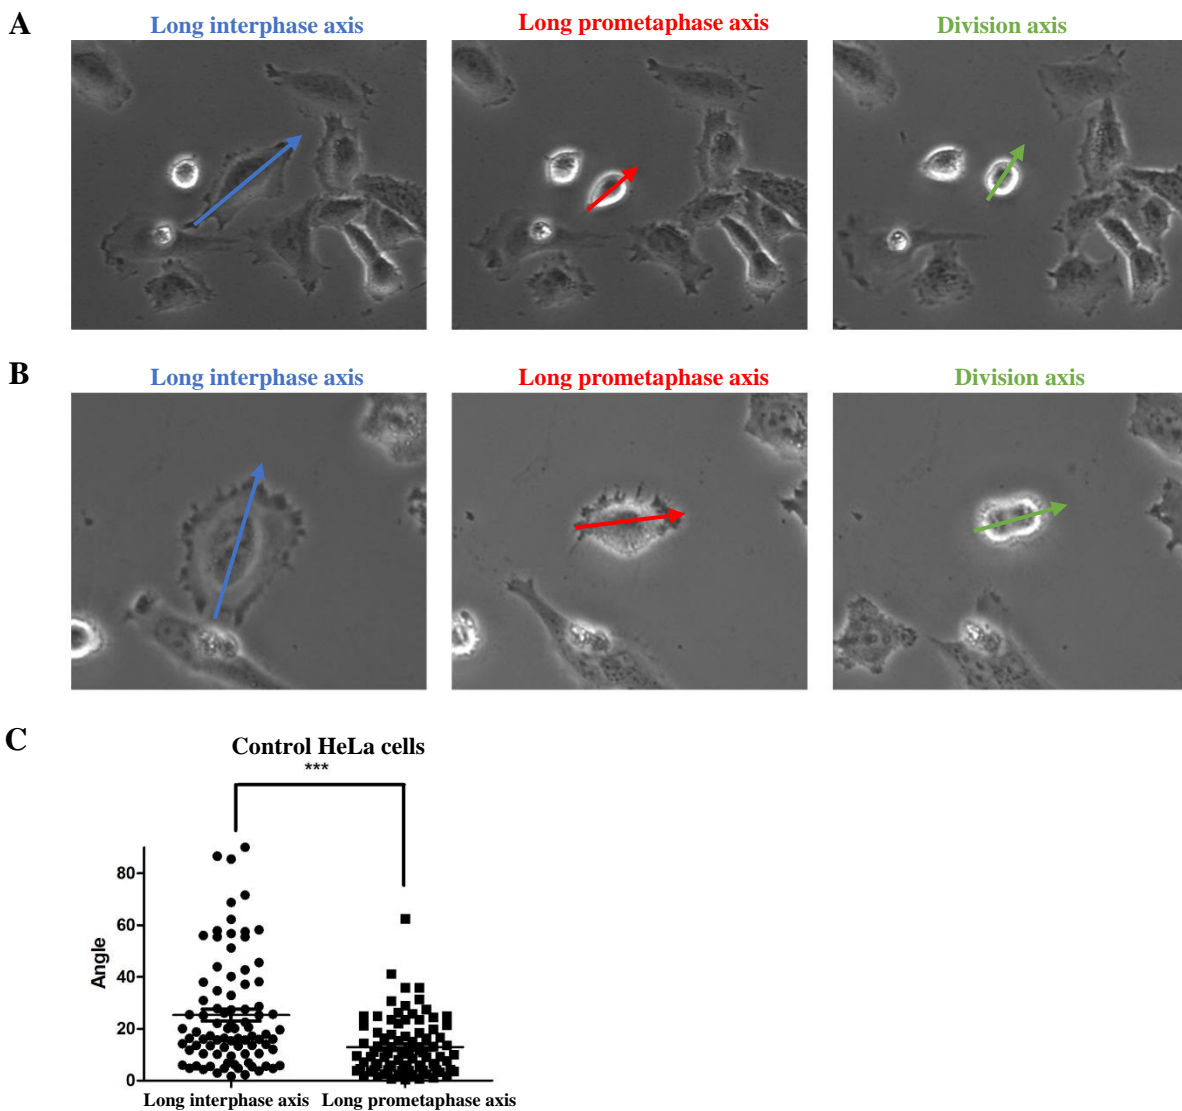 A
Long interphase axis
Long prometaphase axis
Division axis
B
Long interphase axis
Long prometaphase axis
Division axis
C
Control HeLa cells
***
80
60
40
20
0
Angle
Long interphase axis
Long prometaphase axis